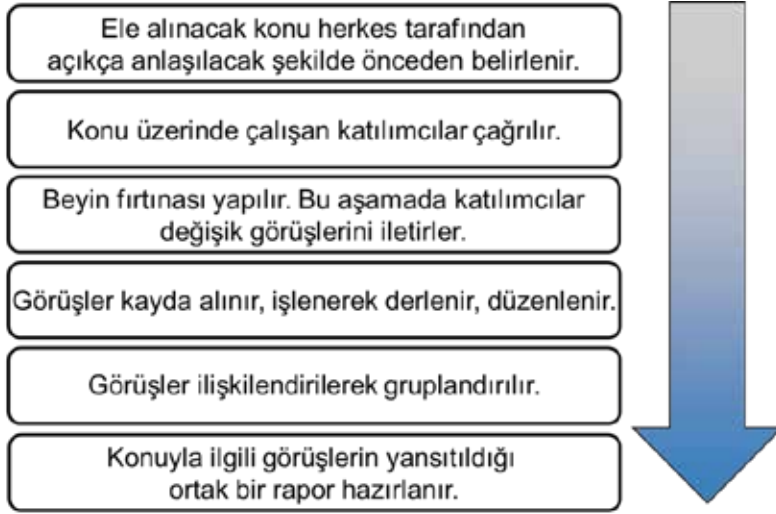 Ele alınacak konu herkes tarafından
açıkça anlaşılacak şekilde önceden belirlenir.
Konu üzerinde çalışan katılımcılar çağrılır.
Beyin fırtınası yapılır. Bu aşamada katılımcılar
değişik görüşlerini iletirler.
Görüşler kayda alınır, işlenerek derlenir, düzenlenir.
Görüşler ilişkilendirilerek gruplandırılır.
Konuyla ilgili görüşlerin yansıtıldığı
ortak bir rapor hazırlanır.